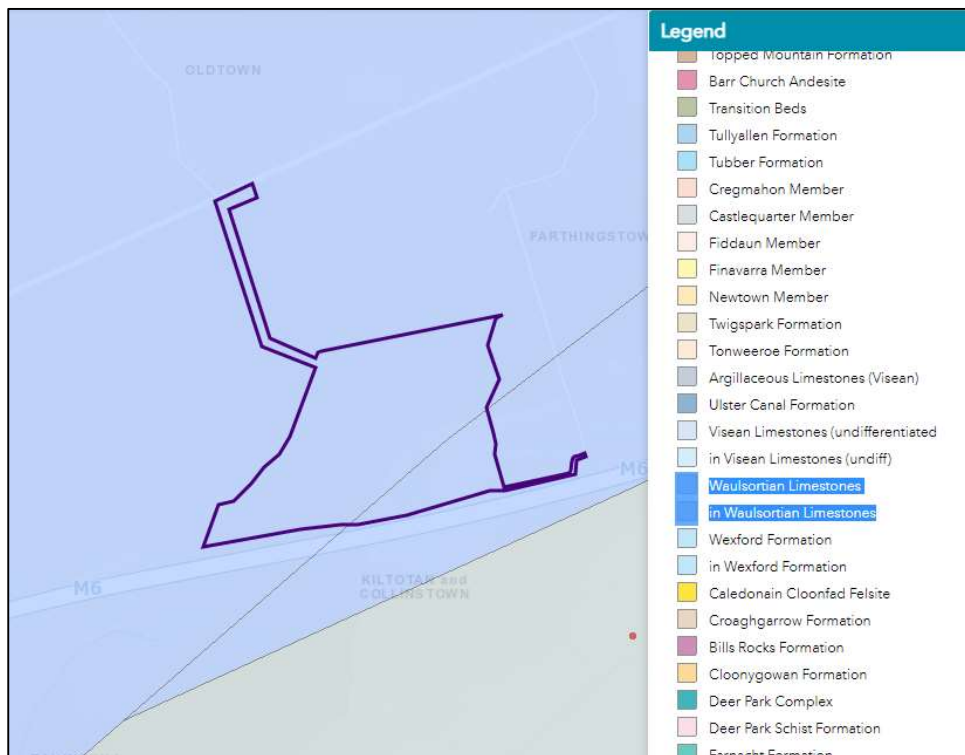 OLDTOWN
FARTHINGSTOW
M6
M6
KILTOTAN and
COLLINSTOWN
Legend
Topped Mountain Formation
Barr Church Andesite
Transition Beds
Tullyallen Formation
Tubber Formation
Cregmahon Member
Castlequarter Member
Fiddaun Member
Finavarra Member
Newtown Member
Twigspark Formation
Tonweeroe Formation
Argillaceous Limestones (Visean)
Ulster Canal Formation
Visean Limestones (undifferentiated
in Visean Limestones (undiff)
Waulsortian Limestones
in Waulsortian Limestones
Wexford Formation
in Wexford Formation
Caledonain Cloonfad Felsite
Croaghgarrow Formation
Bills Rocks Formation
Cloonygowan Formation
Deer Park Complex
Deer Park Schist Formation
Farnacht Formation